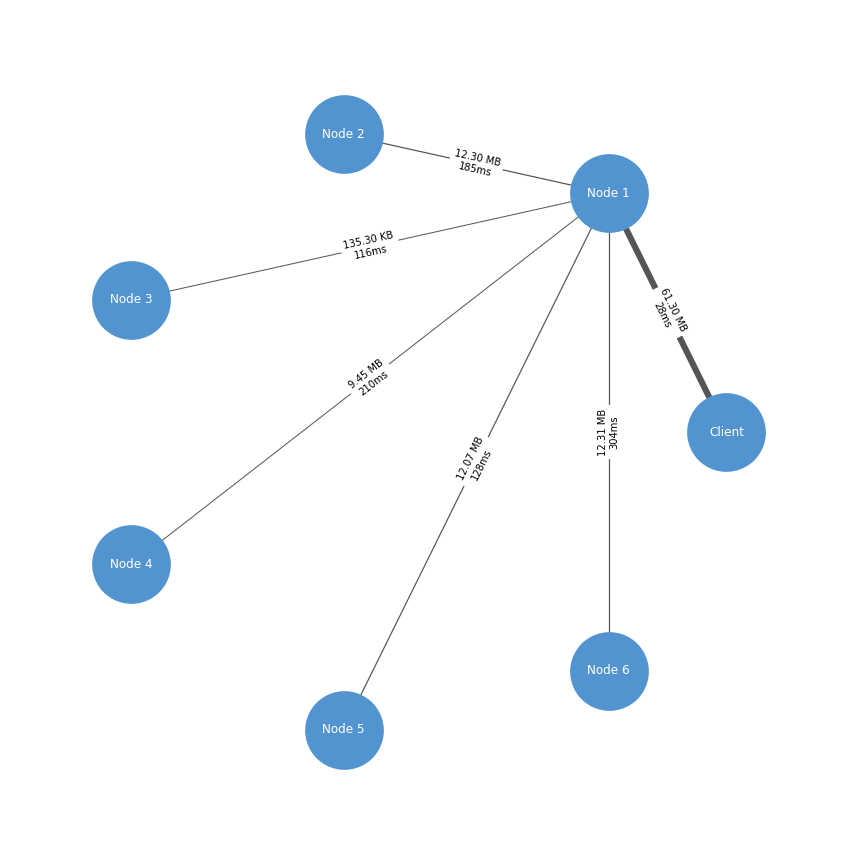 Node 2
12.30 MB
185ms
Node 1
135.30 KB
116ms
Node 3
61.30 MB
28ms
9.45 MB
210ms
Client
12.31 MB
304ms
12.07 MB
128ms
Node 4
Node 6
Node 5